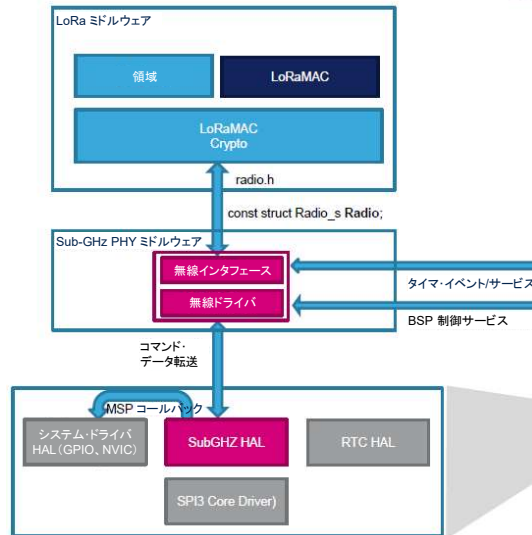 LoRa ミドルウェア
領域
LoRaMAC
LoRaMAC
Crypto
radio.h
const struct Radio_s Radio;
Sub-GHz PHY ミドルウェア
無線インタフェース
無線ドライバ
タイマ・イベント/サービス
BSP 制御サービス
コマンド・
データ転送
MSP コールバック
システム・ドライバ
HAL（GPIO、NVIC）
SubGHZ HAL
RTC HAL
SPI3 Core Driver)